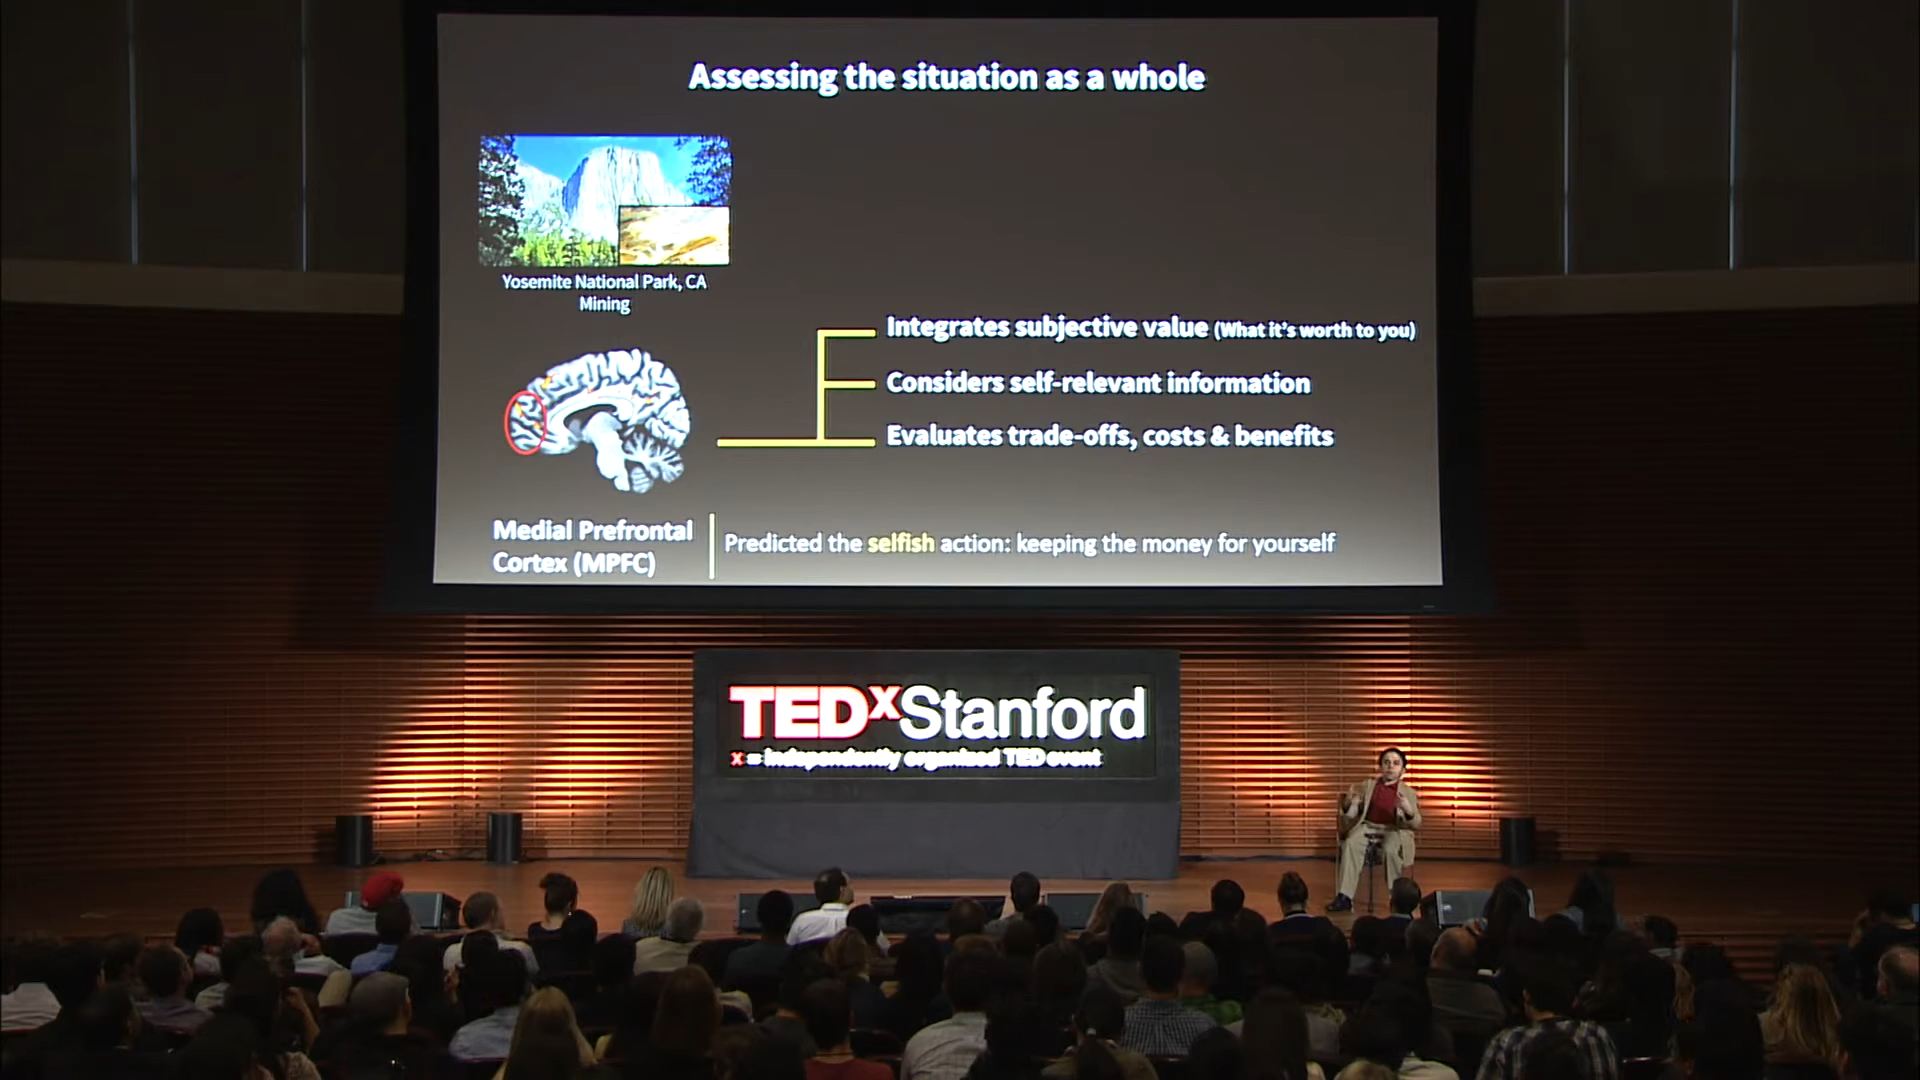 Assessing the situation as a whole
Yosemite National Park, CA
Mining
Integrates subjective value (What it's worth to you)
Considers self-relevant information
Evaluates trade-offs, costs & benefits
Medial Prefrontal
Cortex (MPFC)
Predicted the selfish action: keeping the money for yourself
TEDxStanford
x = independently organized TED event